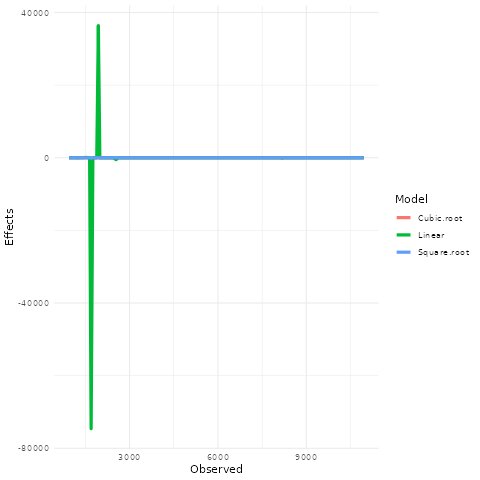 40000
0
-40000
-80000
Effects
3000 6000 9000
Observed
Model
Cubic.root
Linear
Square.root